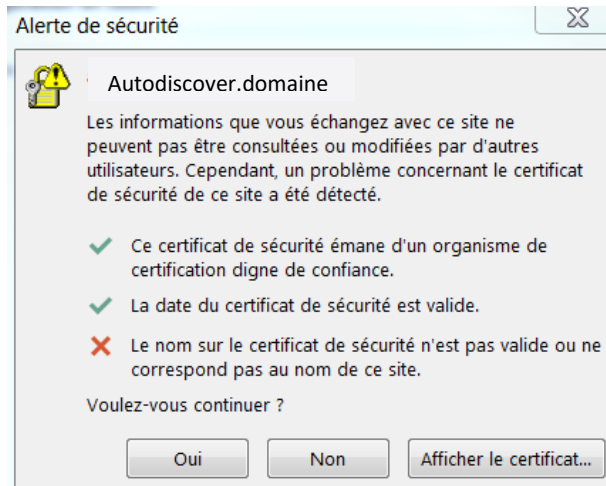 Alerte de sécurité
Autodiscover.domaine
Les informations que vous échangez avec ce site ne
peuvent pas être consultées ou modifiées par d'autres
utilisateurs. Cependant, un problème concernant le certificat
de sécurité de ce site a été détecté.
Ce certificat de sécurité émane d'un organisme de
certification digne de confiance.
La date du certificat de sécurité est valide.
Le nom sur le certificat de sécurité n'est pas valide ou ne
correspond pas au nom de ce site.
Voulez-vous continuer ?
Oui Non Afficher le certificat...